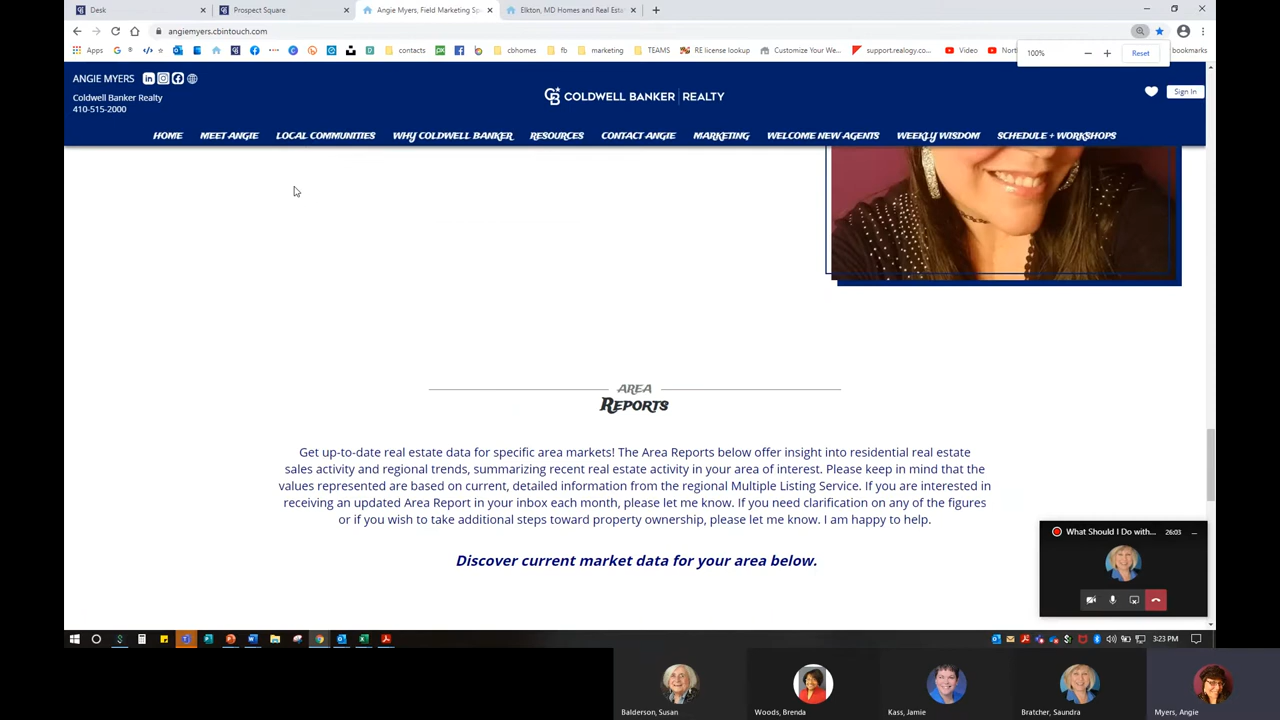 Desk
Prospect Square
Angie Myers, Field Marketing Sp
Elkton, MD Homes and Real Esta
angiemyers.cbintouch.com
Apps
contacts
cbhomes
fb
marketing
TEAMS
RE license lookup
Customize Your We...
support.realogy.co...
Video
Nort
bookmarks
100%
Reset
ANGIE MYERS
Coldwell Banker Realty
410-515-2000
COLDWELL BANKER | REALTY
Sign In
HOME MEET ANGIE LOCAL COMMUNITIES WHY COLDWELL BANKER RESOURCES CONTACT ANGIE MARKETING WELCOME NEW AGENTS WEEKLY WISDOM SCHEDULE + WORKSHOPS
AREA
REPORTS
Get up-to-date real estate data for specific area markets! The Area Reports below offer insight into residential real estate
sales activity and regional trends, summarizing recent real estate activity in your area of interest. Please keep in mind that the
values represented are based on current, detailed information from the regional Multiple Listing Service. If you are interested in
receiving an updated Area Report in your inbox each month, please let me know. If you need clarification on any of the figures
or if you wish to take additional steps toward property ownership, please let me know. I am happy to help.
Discover current market data for your area below.
What Should I Do with...
26:03
3:23 PM
Balderson, Susan
Woods, Brenda
Kass, Jamie
Bratcher, Saundra
Myers, Angie